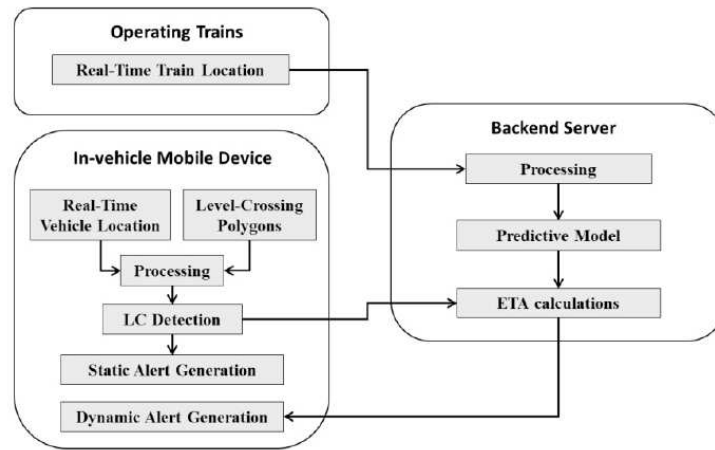 Operating Trains
Real-Time Train Location
In-vehicle Mobile Device
Real-Time
Vehicle Location
Level-Crossing
Polygons
Processing
LC Detection
Static Alert Generation
Dynamic Alert Generation
Backend Server
Processing
Predictive Model
ETA calculations